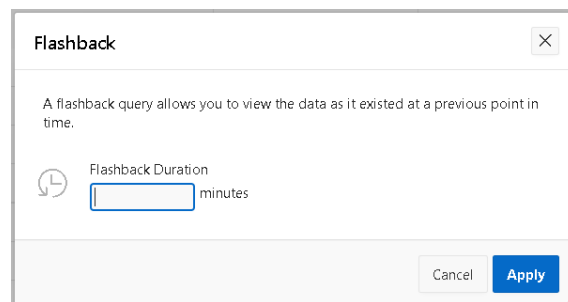 Flashback
A flashback query allows you to view the data as it existed at a previous point in
time.
Flashback Duration
minutes
Cancel
Apply